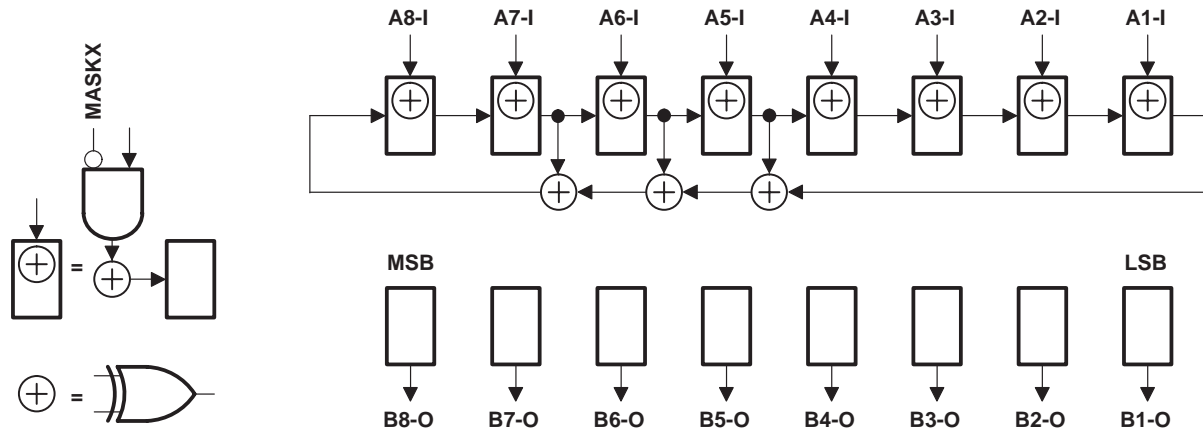 A8-I A7-I A6-I A5-I A4-I A3-I A2-I A1-I
MASKX
=
=
MSB LSB
B8-O B7-O B6-O B5-O B4-O B3-O B2-O B1-O